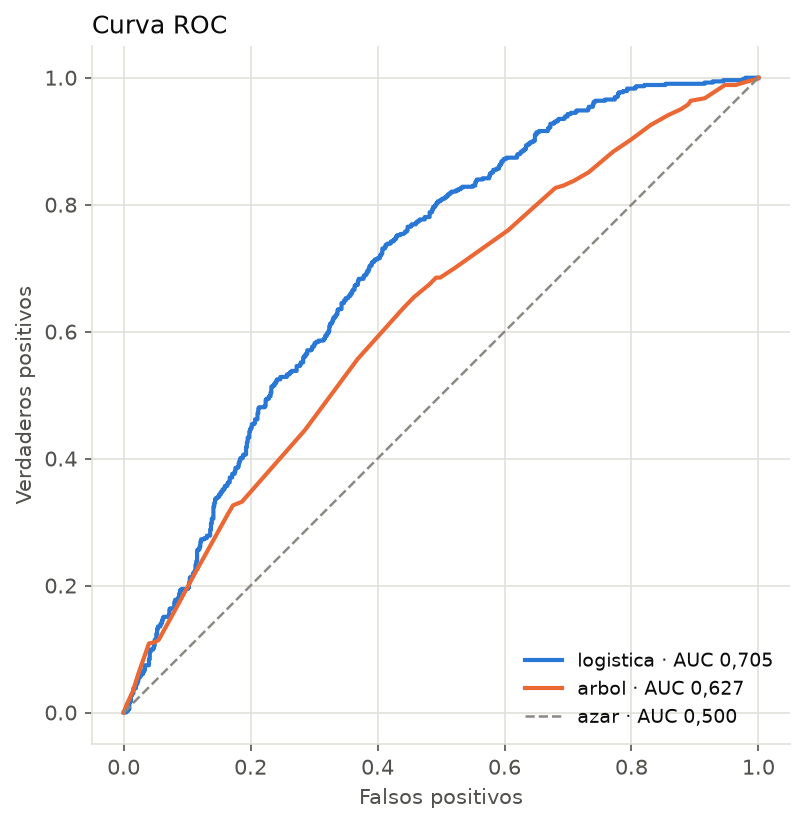 Curva ROC
1.0
0.8
0.6
0.4
0.2
0.0
Verdaderos positivos
logistica · AUC 0,705
arbol · AUC 0,627
azar · AUC 0,500
0.0 0.2 0.4 0.6 0.8 1.0
Falsos positivos